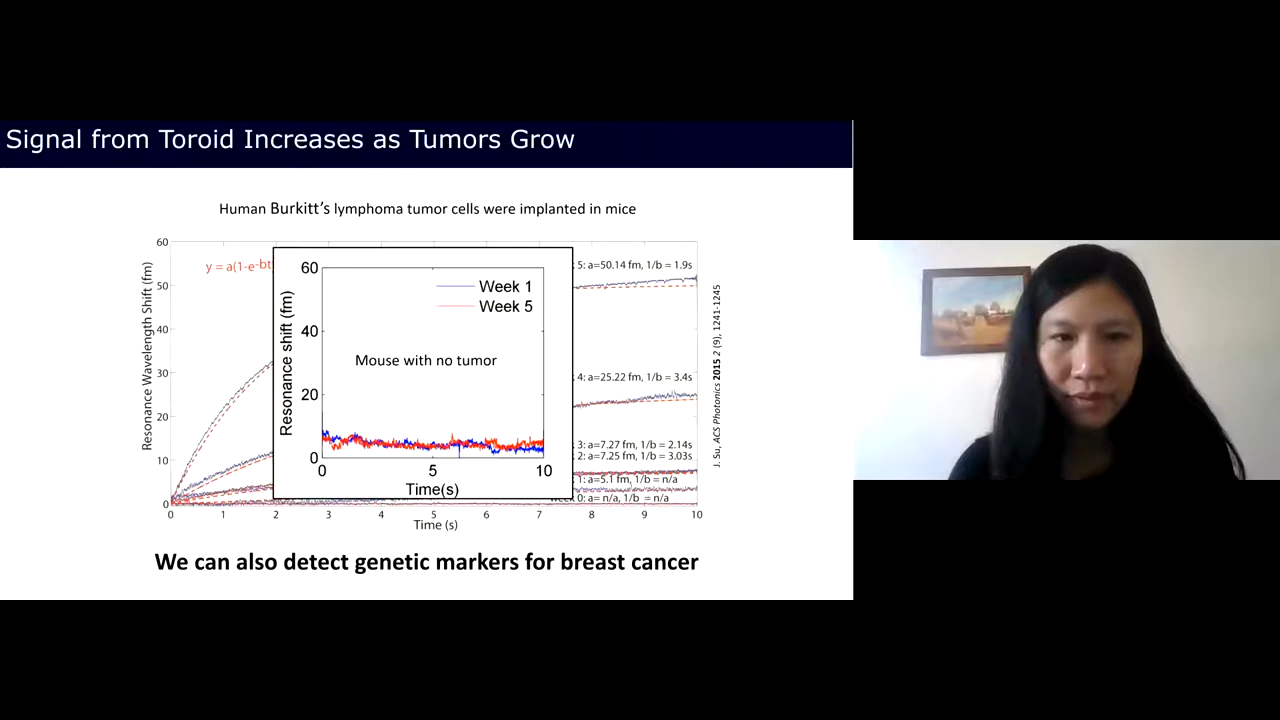 Signal from Toroid Increases as Tumors Grow
Human Burkitt's lymphoma tumor cells were implanted in mice
Resonance Wavelength Shift (fm)
60
50
40
30
20
10
0
y = a(1-e-bt
5: a=50.14 fm, 1/b = 1.9s
4: a=25.22 fm, 1/b = 3.4s
3: a=7.27 fm, 1/b = 2.14s
2: a=7.25 fm, 1/b = 3.03s
1: a=5.1 fm, 1/b = n/a
week 0: a= n/a, 1/b = n/a
0 1 2 3 4 5 6 7 8 9 10
Time (s)
Resonance shift (fm)
60
40
20
0
Week 1
Week 5
Mouse with no tumor
0 5 10
Time(s)
J. Su, ACS Photonics 2015 2 (9), 1241-1245
We can also detect genetic markers for breast cancer